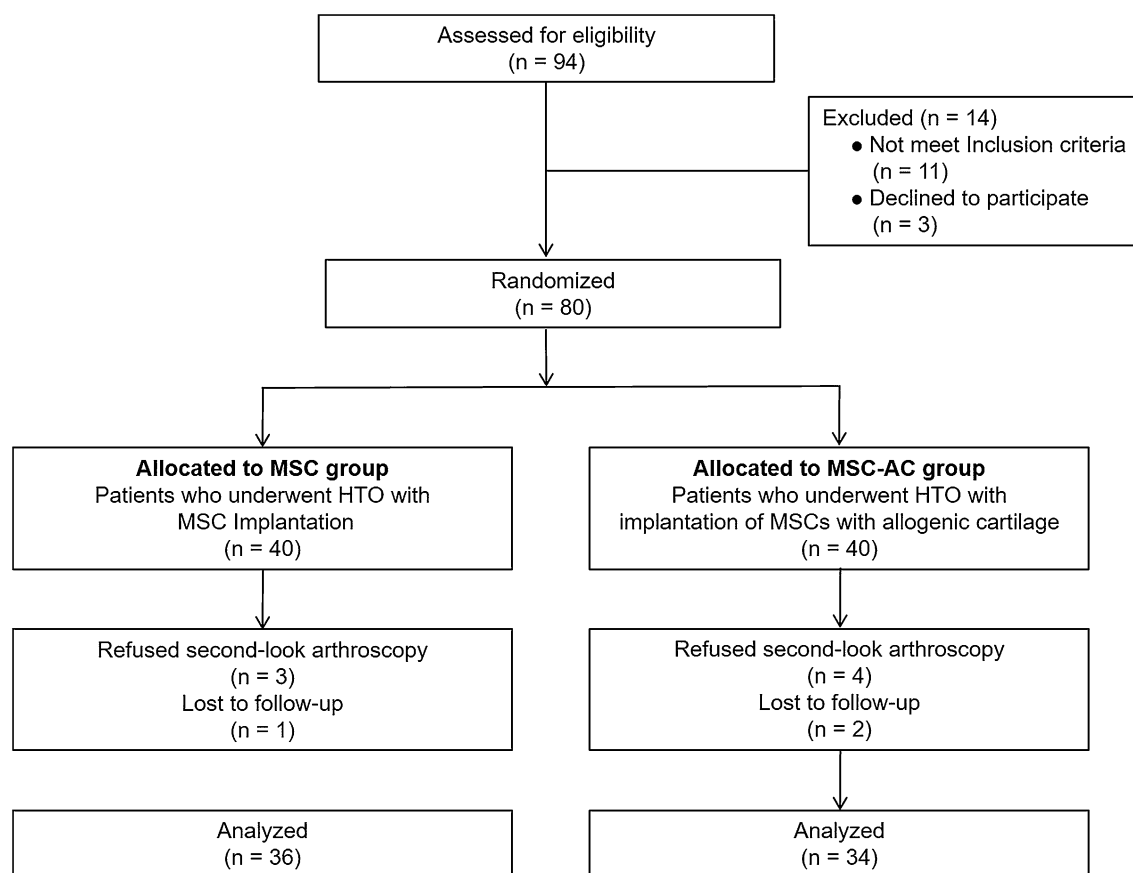 Assessed for eligibility
(n = 94)
Excluded (n = 14)
● Not meet Inclusion criteria
(n = 11)
● Declined to participate
(n = 3)
Randomized
(n = 80)
Allocated to MSC group
Patients who underwent HTO with
MSC Implantation
(n = 40)
Allocated to MSC-AC group
Patients who underwent HTO with
implantation of MSCs with allogenic cartilage
(n = 40)
Refused second-look arthroscopy
(n = 3)
Lost to follow-up
(n = 1)
Refused second-look arthroscopy
(n = 4)
Lost to follow-up
(n = 2)
Analyzed
(n = 36)
Analyzed
(n = 34)